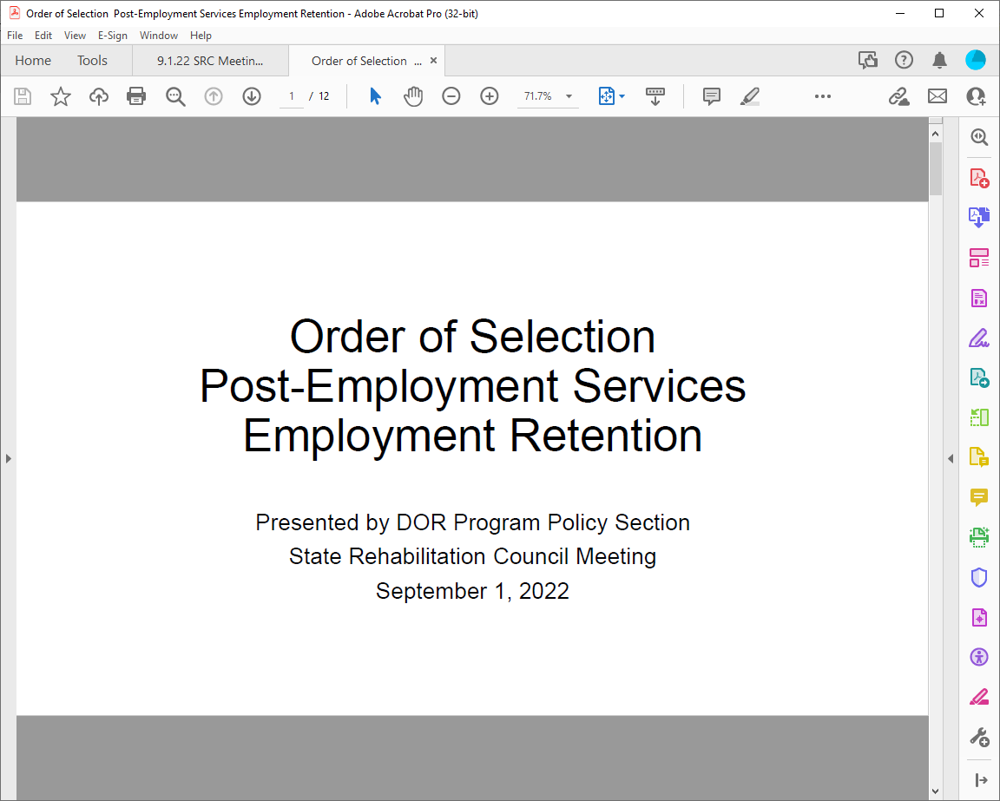 Order of Selection  Post-Employment Services Employment Retention - Adobe Acrobat Pro (32-bit)
File Edit View E-Sign Window Help
Home Tools 9.1.22 SRC Meetin... Order of Selection ...
1 / 12 71.7%
Order of Selection
Post-Employment Services
Employment Retention
Presented by DOR Program Policy Section
State Rehabilitation Council Meeting
September 1, 2022